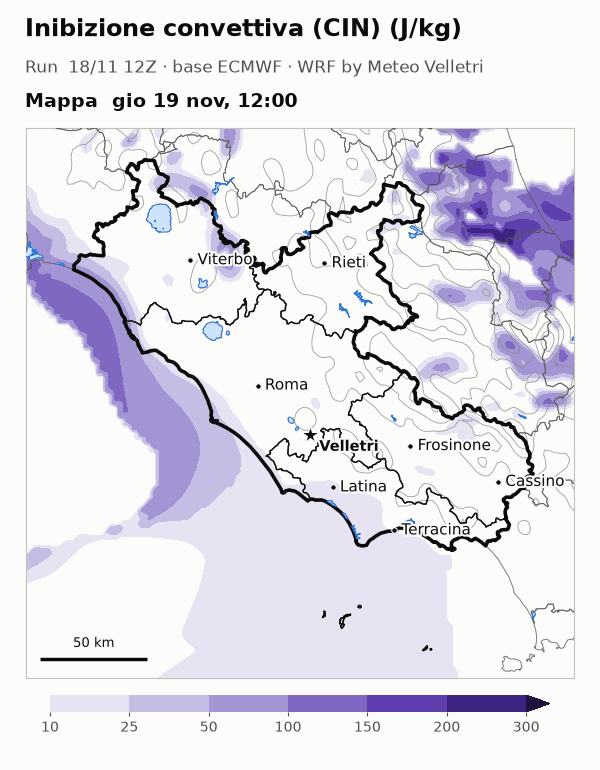 Inibizione convettiva (CIN) (J/kg)
Run  18/11 12Z · base ECMWF · WRF by Meteo Velletri
Mappa  gio 19 nov, 12:00
Viterbo
Rieti
Roma
Velletri
Frosinone
Cassino
Latina
Terracina
50 km
10 25 50 100 150 200 300